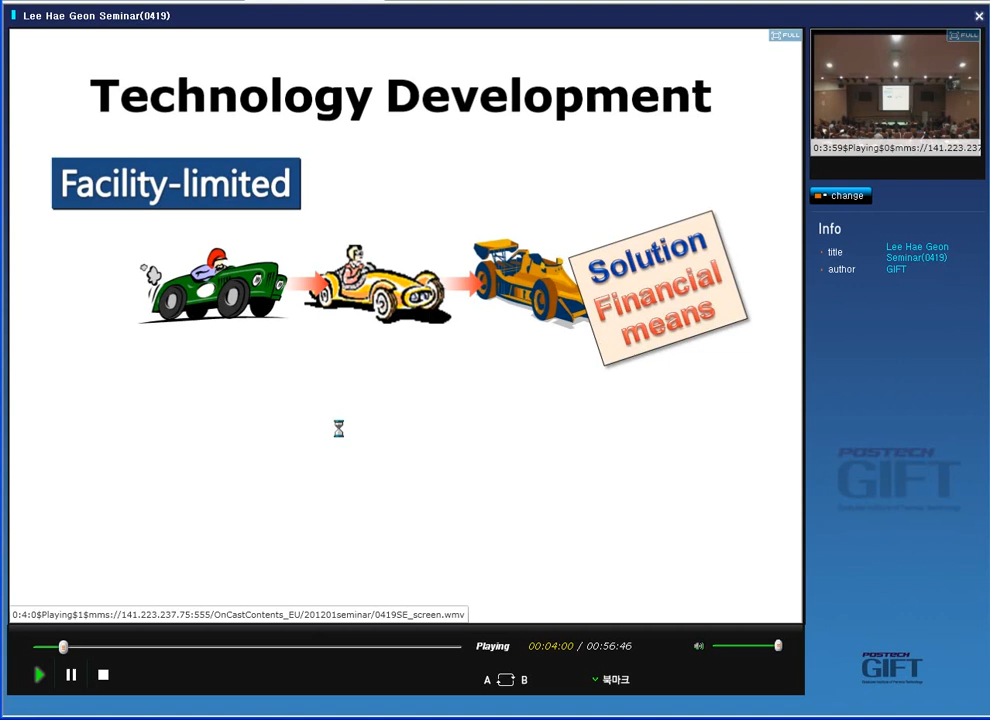 Lee Hae Geon Seminar(0419)
FULL
Technology Development
Facility-limited
Solution
Financial
means
0:4:0$Playing$1$mms://141.223.237.75:555/OnCastContents_EU/201201seminar/0419SE_screen.wmv
Playing 00:04:00 / 00:56:46
A B
북마크
FULL
0:3:59$Playing$0$mms://141.223.237
change
Info
title Lee Hae Geon
Seminar(0419)
author GIFT
POSTECH
GIFT
POSTECH
GIFT